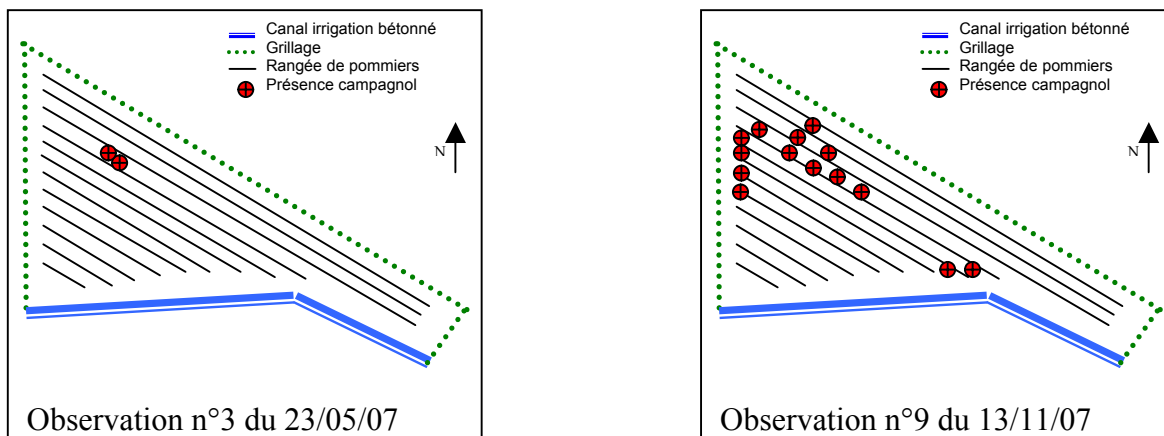 Canal irrigation bétonné
Grillage
Rangée de pommiers
Présence campagnol
N
Observation n°3 du 23/05/07
Canal irrigation bétonné
Grillage
Rangée de pommiers
Présence campagnol
N
Observation n°9 du 13/11/07